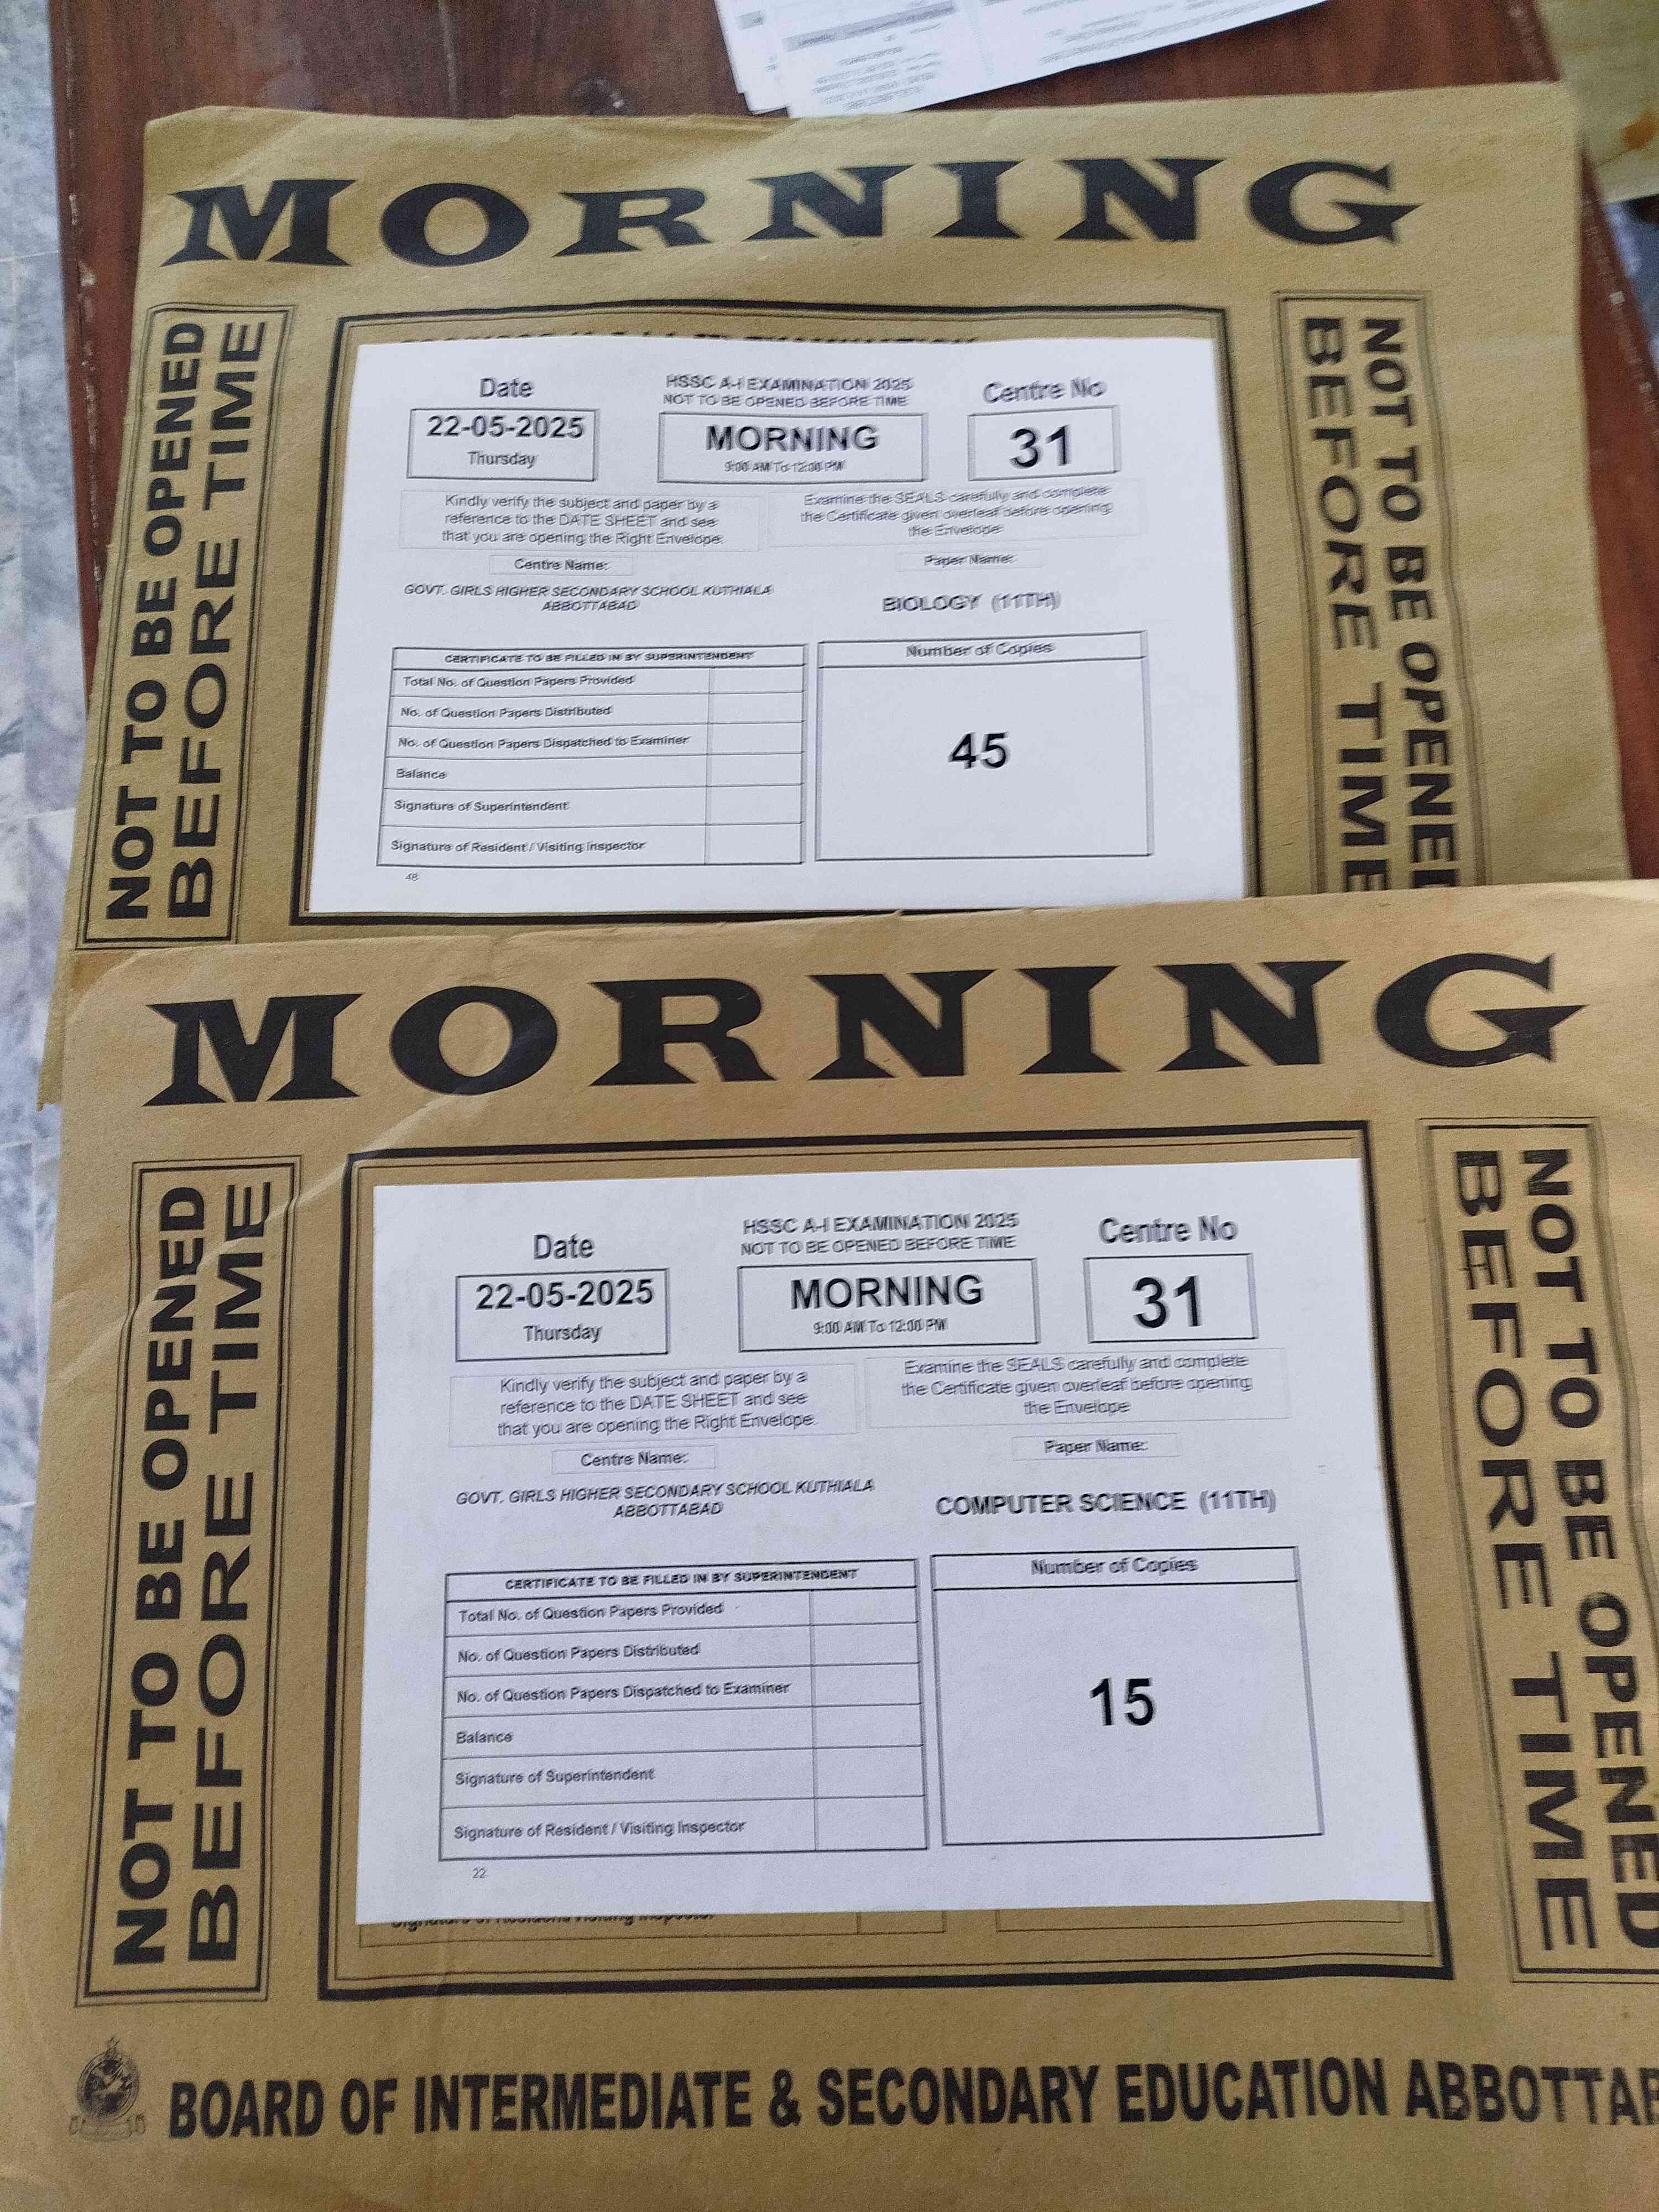 MORNING
NOT TO BE OPENED
BEFORE TIME
Date
22-05-2025
Thursday
HSSC A-I EXAMINATION 2025
NOT TO BE OPENED BEFORE TIME
MORNING
9:00 AM To 12:00 PM
Centre No
31
Kindly verify the subject and paper by a
reference to the DATE SHEET and see
that you are opening the Right Envelope.
Examine the SEALS carefully and complete
the Certificate given overleaf before opening
the Envelope
Centre Name:
GOVT. GIRLS HIGHER SECONDARY SCHOOL KUTHIALA
ABBOTTABAD
Paper Name:
BIOLOGY (11TH)
CERTIFICATE TO BE FILLED IN BY SUPERINTENDENT
Total No. of Question Papers Provided
No. of Question Papers Distributed
No. of Question Papers Dispatched to Examiner
Balance
Signature of Superintendent
Signature of Resident / Visiting Inspector
Number of Copies
45
48
NOT TO BE OPENED
BEFORE TIME
MORNING
NOT TO BE OPENED
BEFORE TIME
Date
22-05-2025
Thursday
HSSC A-I EXAMINATION 2025
NOT TO BE OPENED BEFORE TIME
MORNING
9:00 AM To 12:00 PM
Centre No
31
Kindly verify the subject and paper by a
reference to the DATE SHEET and see
that you are opening the Right Envelope.
Examine the SEALS carefully and complete
the Certificate given overleaf before opening
the Envelope
Centre Name:
GOVT. GIRLS HIGHER SECONDARY SCHOOL KUTHIALA
ABBOTTABAD
Paper Name:
COMPUTER SCIENCE (11TH)
CERTIFICATE TO BE FILLED IN BY SUPERINTENDENT
Total No. of Question Papers Provided
No. of Question Papers Distributed
No. of Question Papers Dispatched to Examiner
Balance
Signature of Superintendent
Signature of Resident / Visiting Inspector
Number of Copies
15
22
NOT TO BE OPENED
BEFORE TIME
BOARD OF INTERMEDIATE & SECONDARY EDUCATION ABBOTTAB